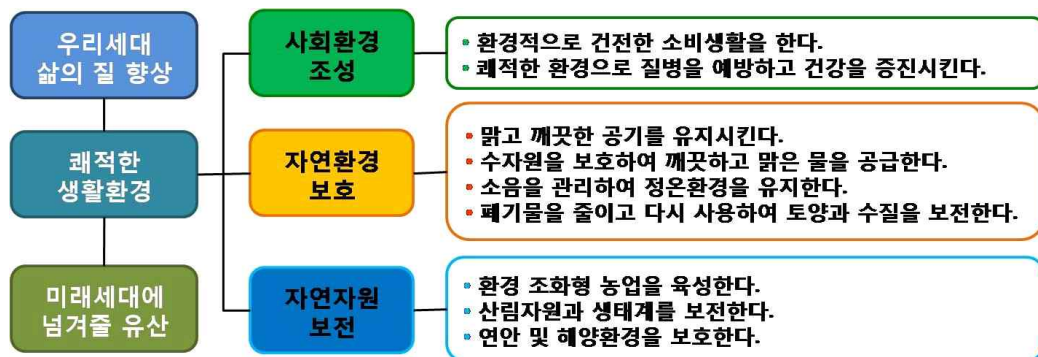 우리세대
삶의 질 향상
쾌적한
생활환경
미래세대에
넘겨줄 유산
사회환경
조성
• 환경적으로 건전한 소비생활을 한다.
• 쾌적한 환경으로 질병을 예방하고 건강을 증진시킨다.
자연환경
보호
• 맑고 깨끗한 공기를 유지시킨다.
• 수자원을 보호하여 깨끗하고 맑은 물을 공급한다.
• 소음을 관리하여 정온환경을 유지한다.
• 폐기물을 줄이고 다시 사용하여 토양과 수질을 보전한다.
자연자원
보전
• 환경 조화형 농업을 육성한다.
• 산림자원과 생태계를 보전한다.
• 연안 및 해양환경을 보호한다.